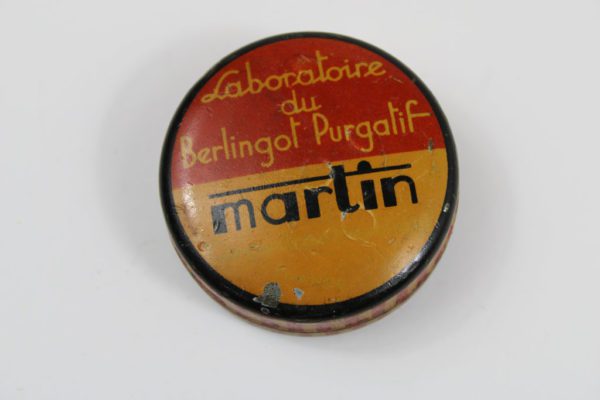 Laboratoire
du
Berlingot Purgatif
martin